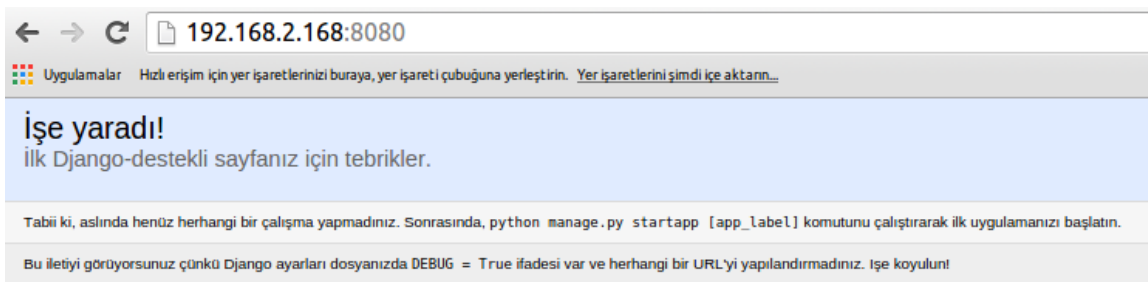 192.168.2.168:8080
Uygulamalar Hızlı erişim için yer işaretlerinizi buraya, yer işareti çubuğuna yerleştirin. Yer işaretlerini şimdi içe aktarın...
İşe yaradı!
İlk Django-destekli sayfanız için tebrikler.
Tabii ki, aslında henüz herhangi bir çalışma yapmadınız. Sonrasında, python manage.py startapp [app_label] komutunu çalıştırarak ilk uygulamanızı başlatın.
Bu iletiyi görüyorsunuz çünkü Django ayarları dosyanızda DEBUG = True ifadesi var ve herhangi bir URL'yi yapılandırmadınız. Işe koyulun!